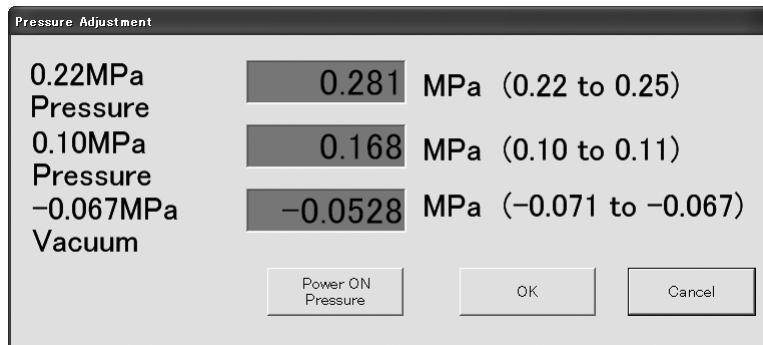 Pressure Adjustment
0.22MPa
Pressure
0.281 MPa (0.22 to 0.25)
0.10MPa
Pressure
0.168 MPa (0.10 to 0.11)
-0.067MPa
Vacuum
-0.0528 MPa (-0.071 to -0.067)
Power ON
Pressure
OK
Cancel